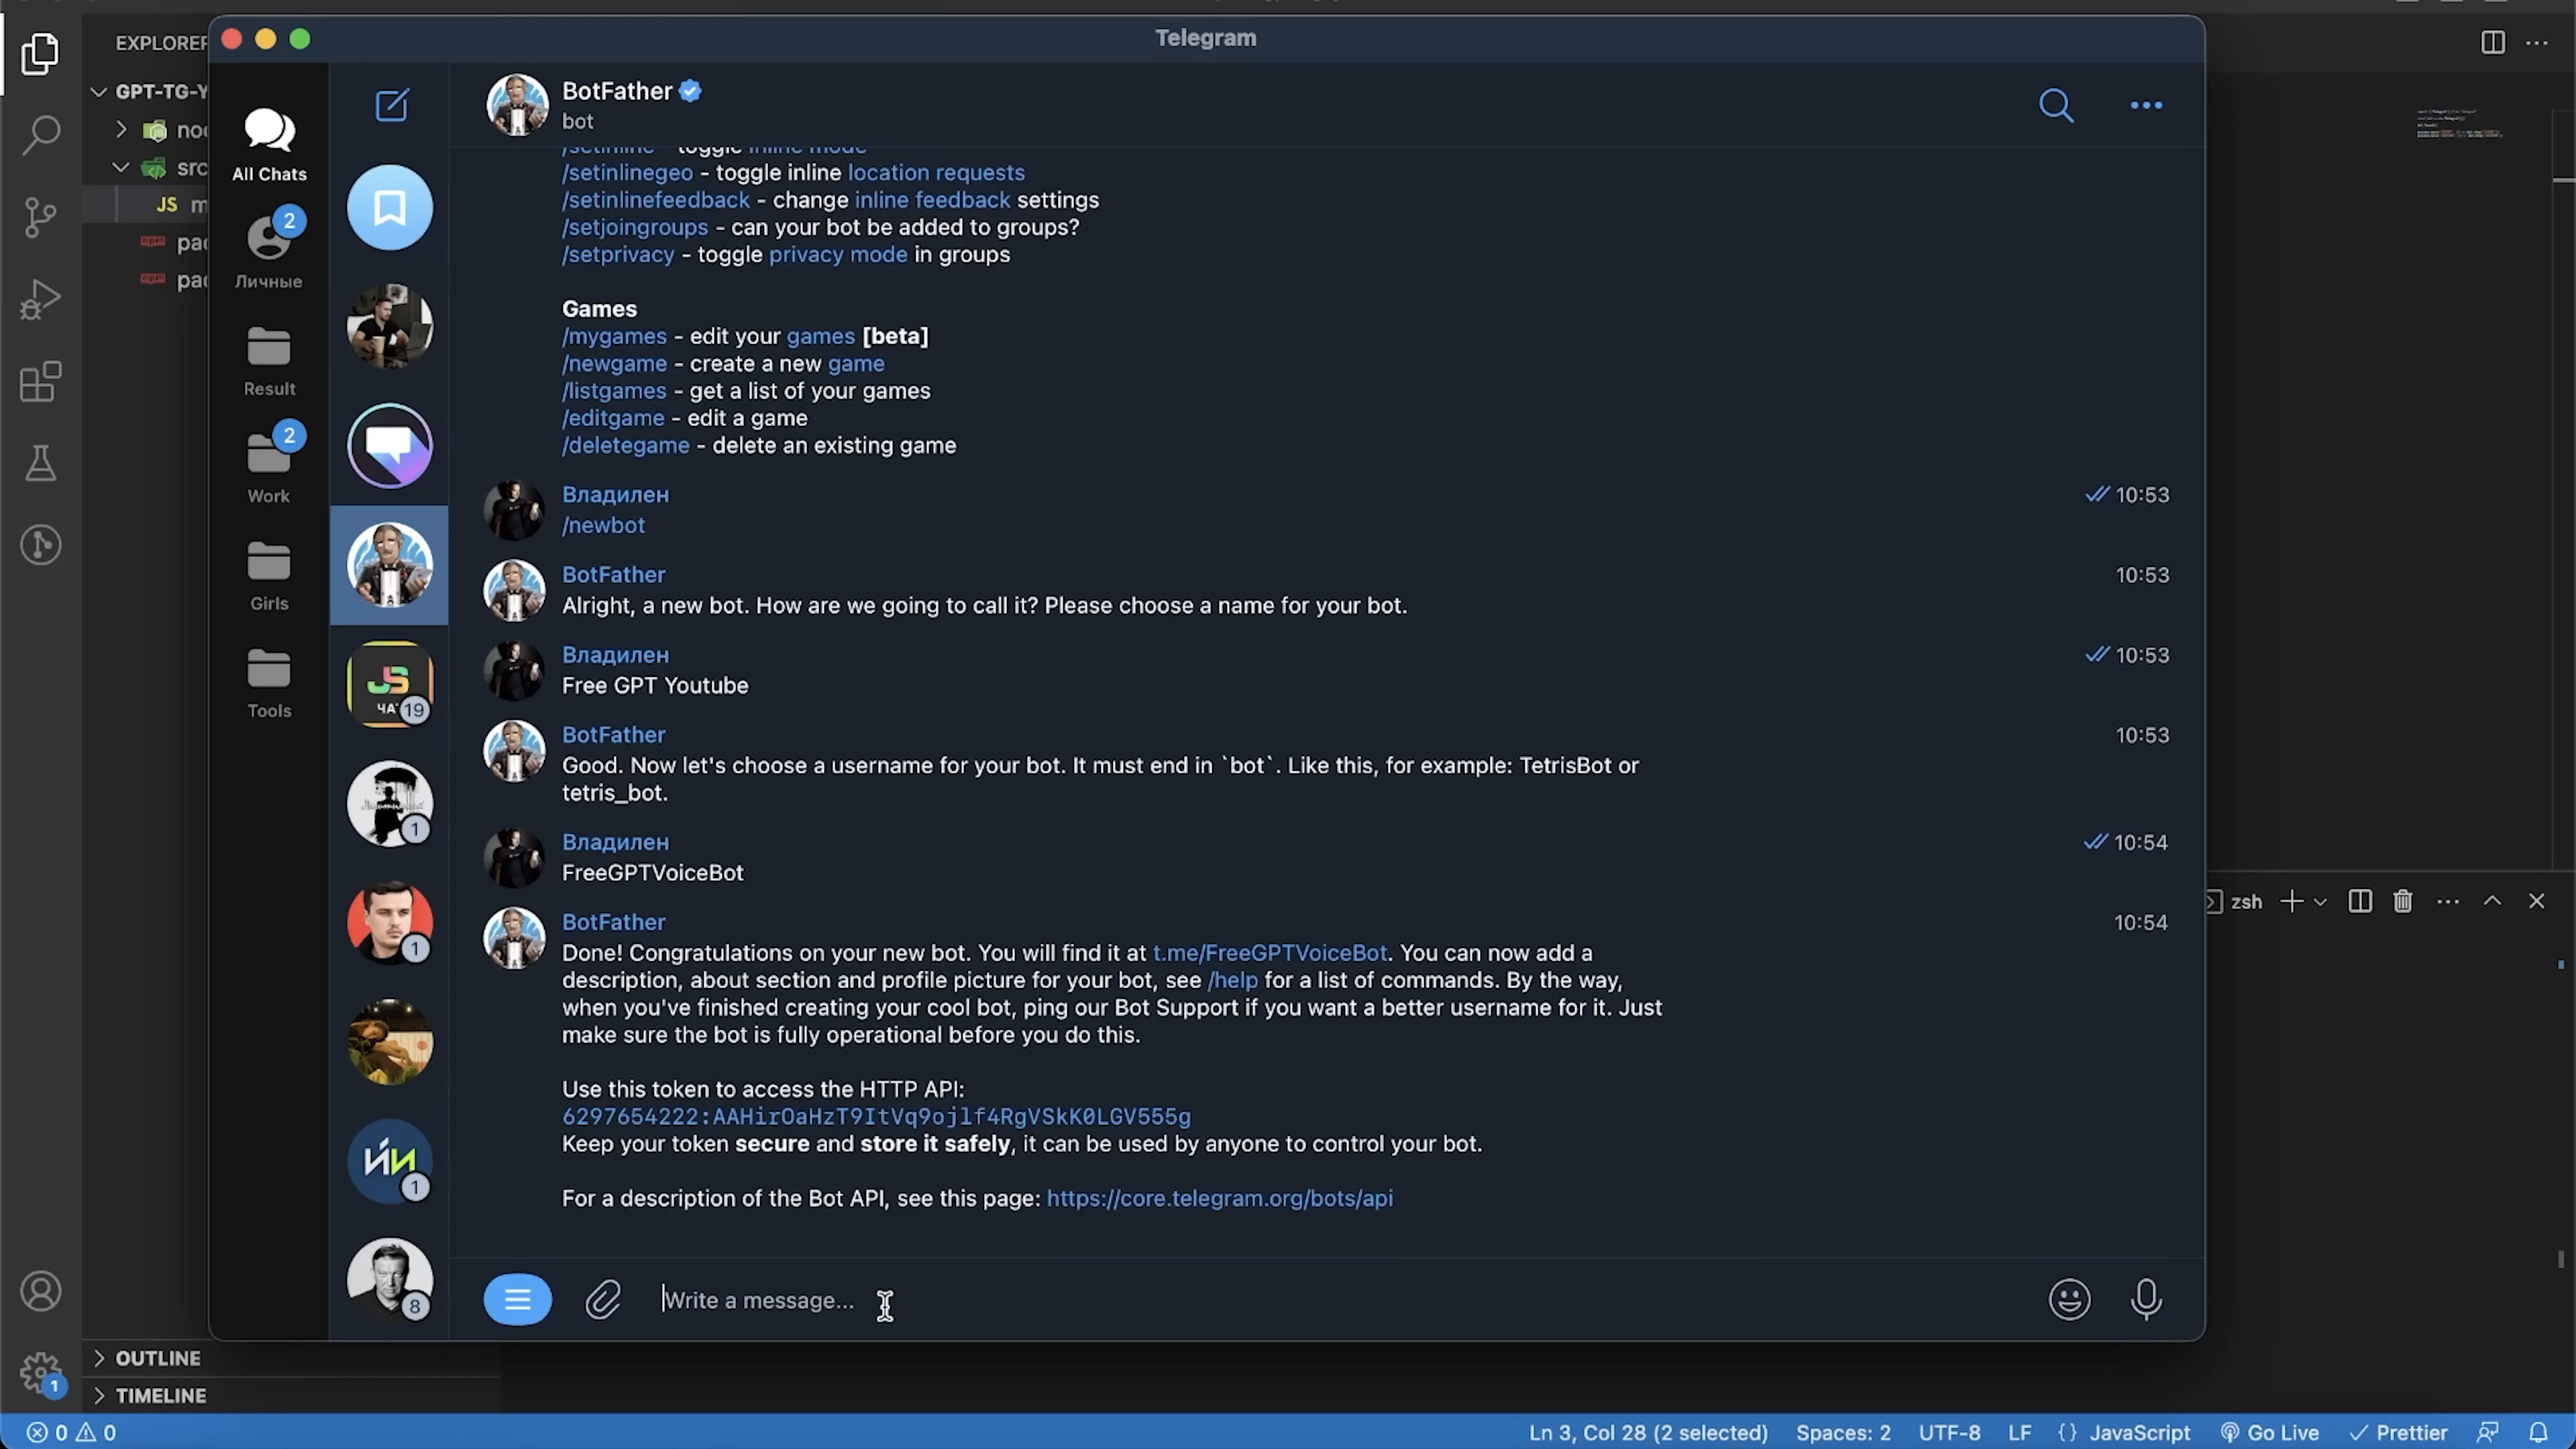 Telegram
EXPLORER
GPT-TG-Y
src
JS m
All Chats
2
Личные
Result
2
Work
Girls
Tools
JS
ЧАТ
19
1
1
ИИ
1
8
BotFather
bot
/setinline - toggle inline mode
/setinlinegeo - toggle inline location requests
/setinlinefeedback - change inline feedback settings
/setjoingroups - can your bot be added to groups?
/setprivacy - toggle privacy mode in groups
Games
/mygames - edit your games [beta]
/newgame - create a new game
/listgames - get a list of your games
/editgame - edit a game
/deletegame - delete an existing game
Владилен 10:53
/newbot
BotFather 10:53
Alright, a new bot. How are we going to call it? Please choose a name for your bot.
Владилен 10:53
Free GPT Youtube
BotFather 10:53
Good. Now let's choose a username for your bot. It must end in `bot`. Like this, for example: TetrisBot or
tetris_bot.
Владилен 10:54
FreeGPTVoiceBot
BotFather 10:54
Done! Congratulations on your new bot. You will find it at t.me/FreeGPTVoiceBot. You can now add a
description, about section and profile picture for your bot, see /help for a list of commands. By the way,
when you've finished creating your cool bot, ping our Bot Support if you want a better username for it. Just
make sure the bot is fully operational before you do this.
Use this token to access the HTTP API:
6297654222:AAHirOaHzT9ItVq9ojlf4RgVSkK0LGV555g
Keep your token secure and store it safely, it can be used by anyone to control your bot.
For a description of the Bot API, see this page: https://core.telegram.org/bots/api
Write a message...
zsh
OUTLINE
TIMELINE
1
0 0
Ln 3, Col 28 (2 selected) Spaces: 2 UTF-8 LF {} JavaScript Go Live Prettier